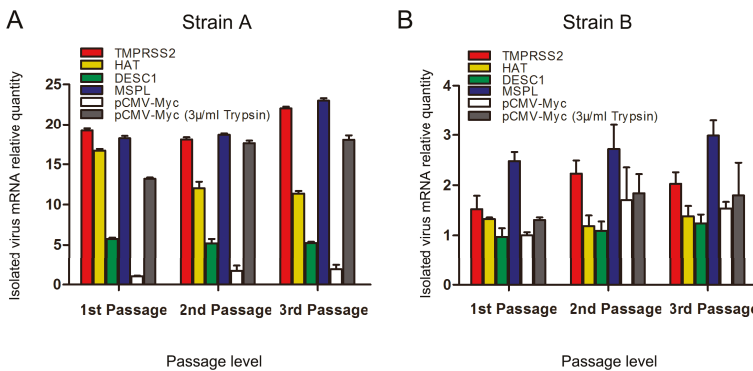 A
Strain A
TMPRSS2
HAT
DESC1
MSPL
pCMV-Myc
pCMV-Myc (3μ/ml Trypsin)
Isolated virus mRNA relative quantity
25
20
15
10
5
0
1st Passage
2nd Passage
3rd Passage
Passage level
B
Strain B
TMPRSS2
HAT
DESC1
MSPL
pCMV-Myc
pCMV-Myc (3μ/ml Trypsin)
Isolated virus mRNA relative quantity
4
3
2
1
0
1st Passage
2nd Passage
3rd Passage
Passage level